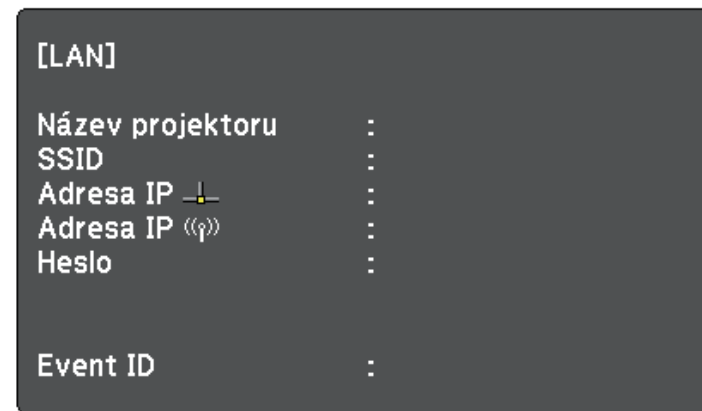 [LAN]
Název projektoru :
SSID :
Adresa IP :
Adresa IP :
Heslo :
Event ID :